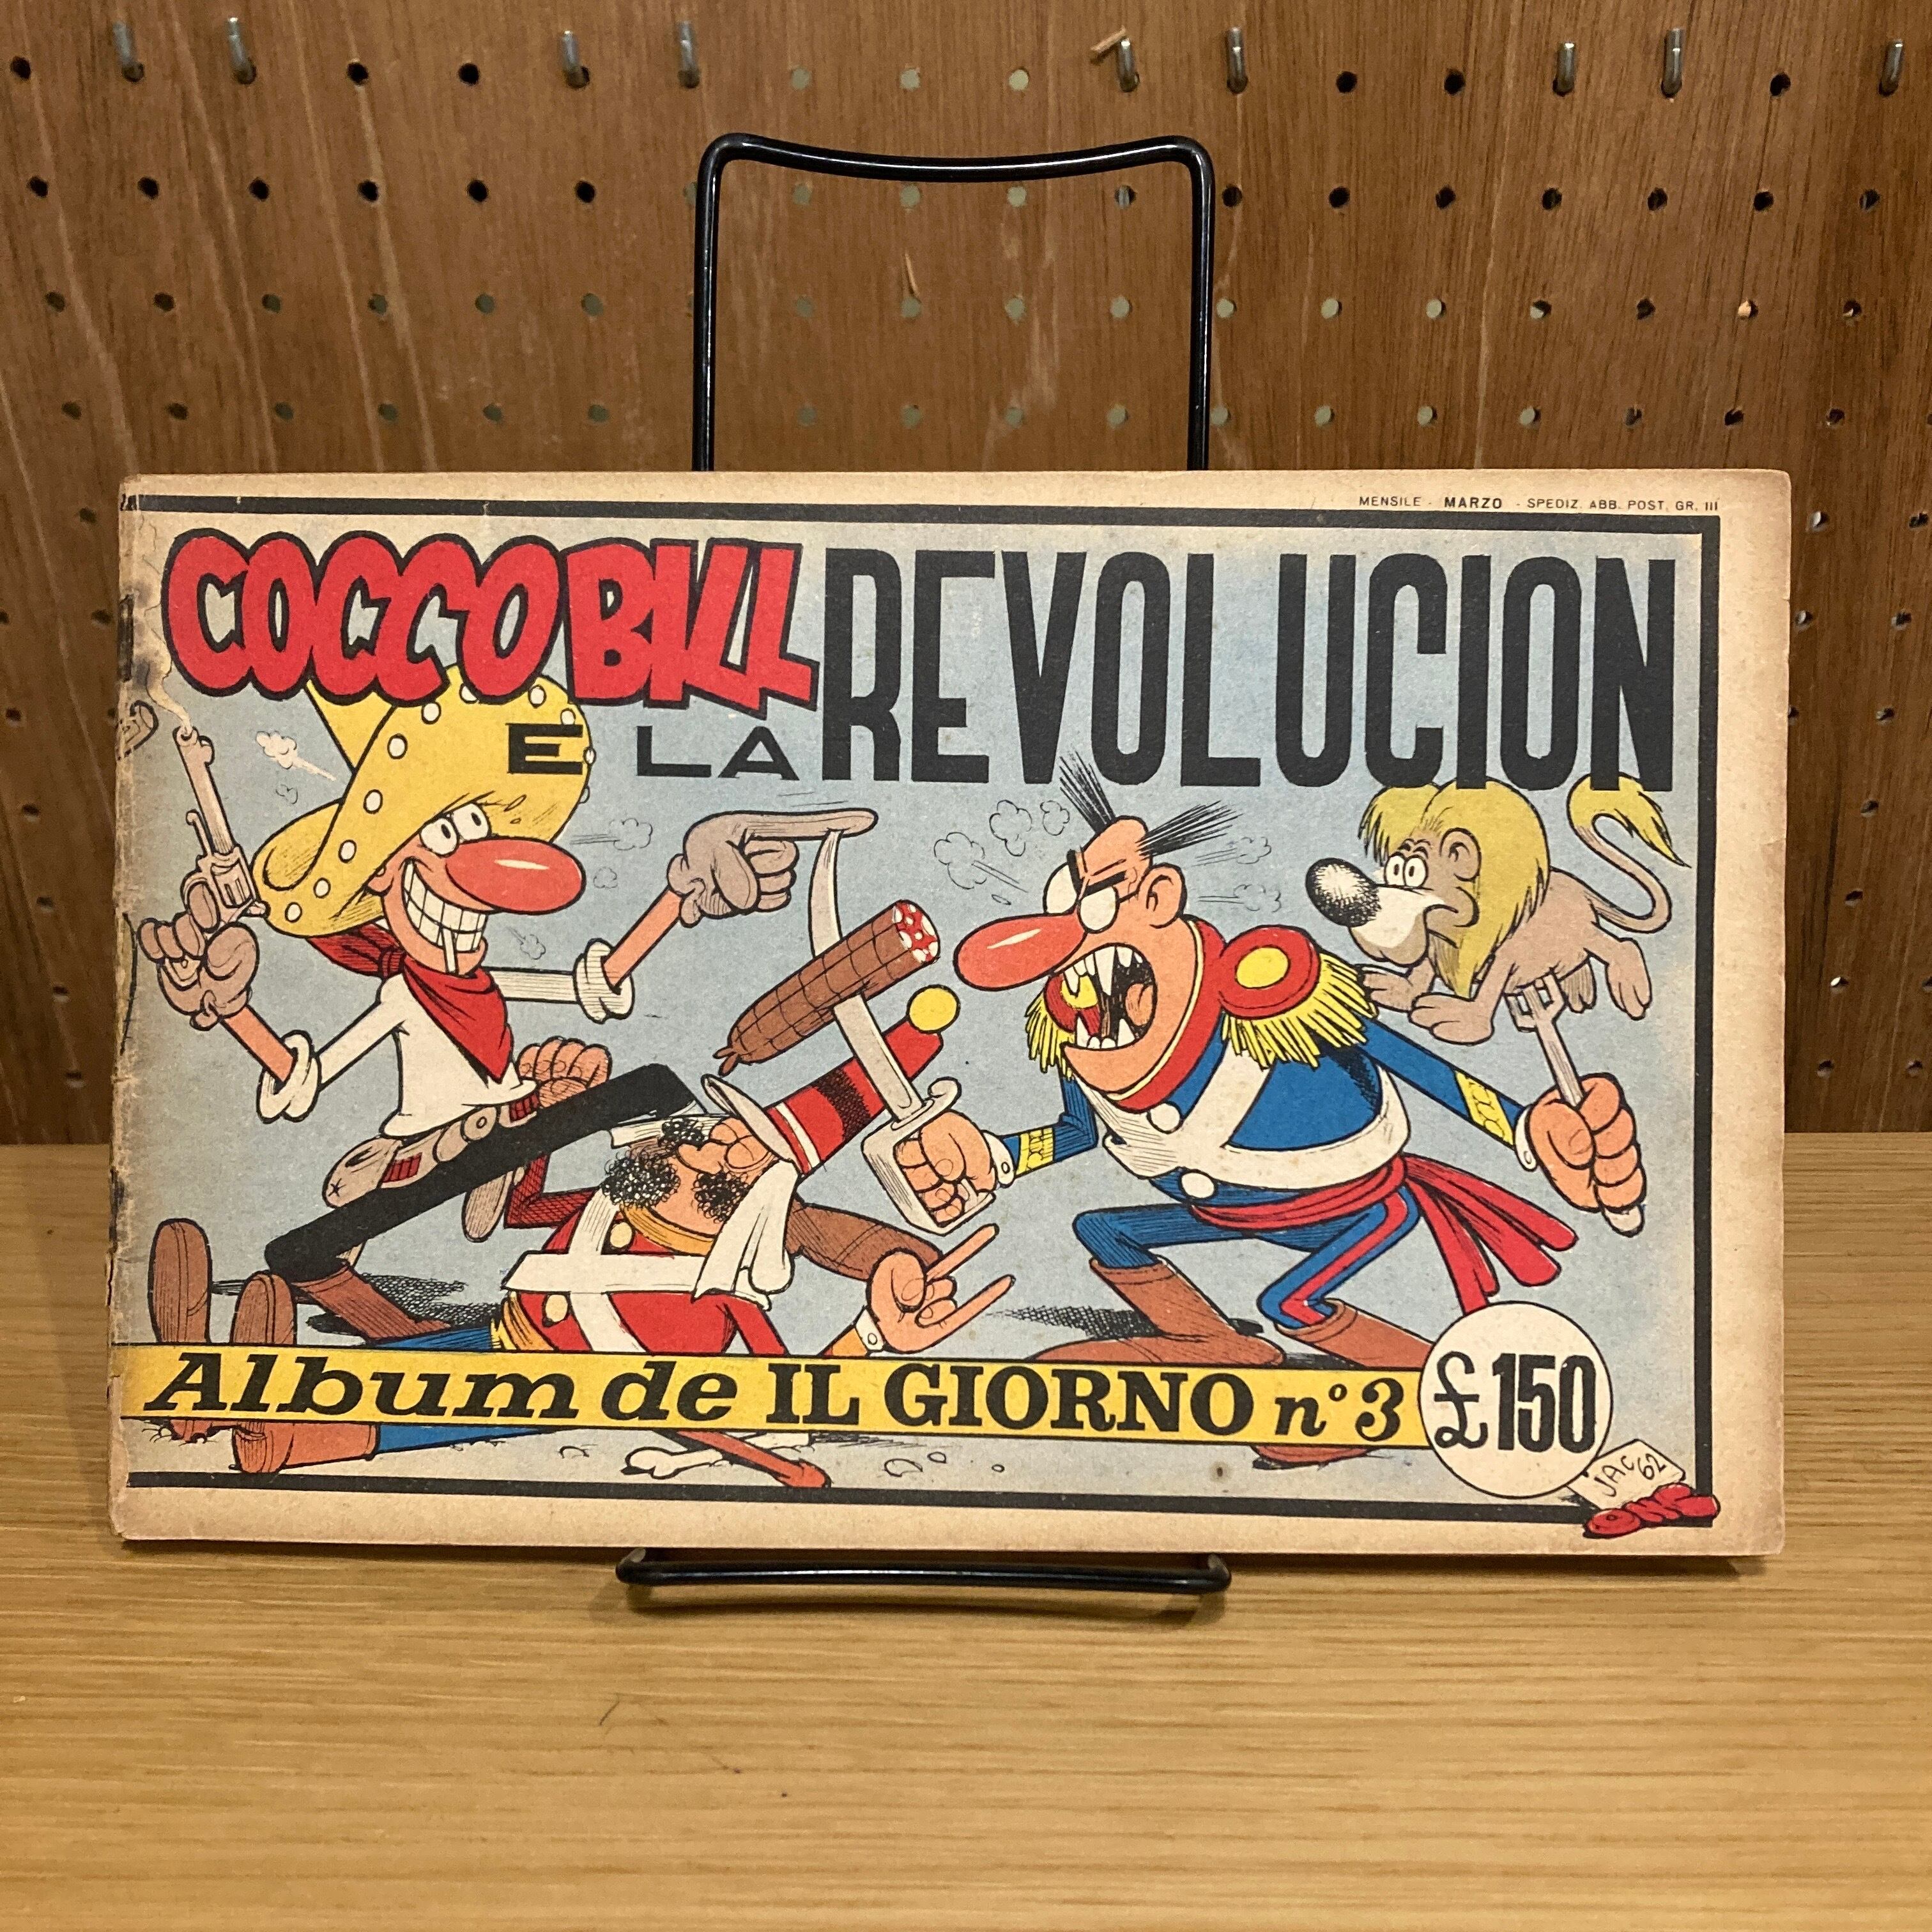 MENSILE - MARZO - SPEDIZ. ABB. POST. GR. III
COCCO BILL
E LA REVOLUCION
Album de IL GIORNO n° 3
£ 150
JAC
62